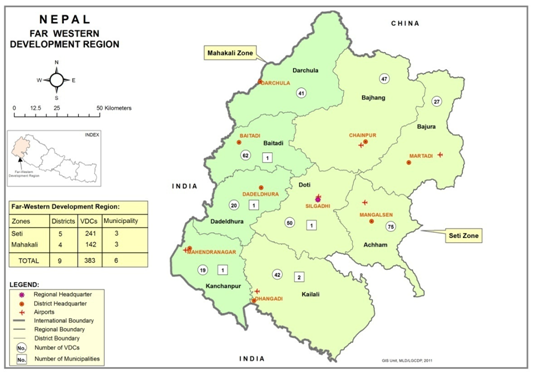 NEPAL
FAR WESTERN
DEVELOPMENT REGION
N
W E
S
0 12.5 25 50 Kilometers
INDEX
Far-Western
Development Region
CHINA
Mahakali Zone
Darchula
DARCHULA
41
47
Bajhang
27
CHAINPUR
Bajura
MARTADI
BAITADI
Baitadi
62
1
INDIA
DADELDHURA
20
1
Dadeldhura
Doti
SILGADHI
50
1
MANGALSEN
75
Achham
Seti Zone
MAHENDRANAGAR
19
1
Kanchanpur
42
2
Kailali
DHANGADI
INDIA
Far-Western Development Region:
Zones Districts VDCs Municipality
Seti 5 241 3
Mahakali 4 142 3
TOTAL 9 383 6
LEGEND:
Regional Headquarter
District Headquarter
Airports
International Boundary
Regional Boundary
District Boundary
No. Number of VDCs
No. Number of Municipalities
GIS Unit, MLD/LGCDP, 2011